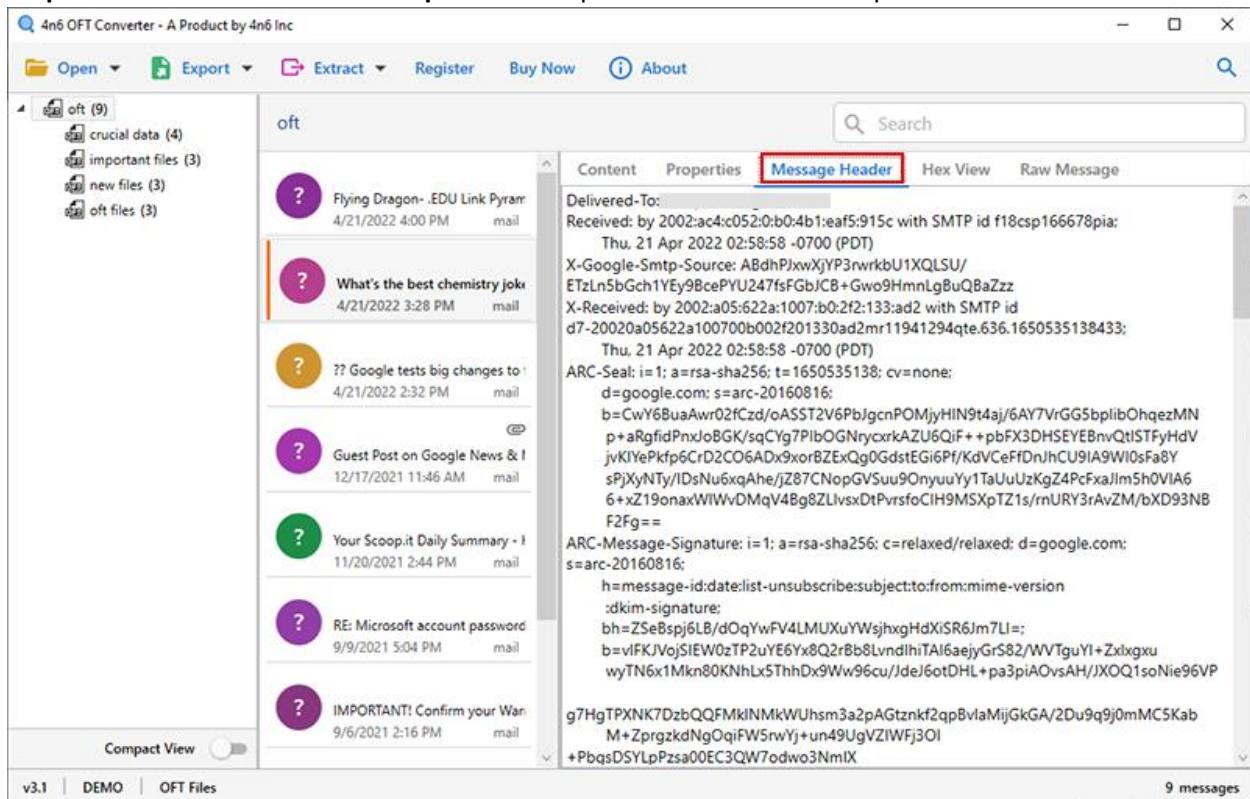 4n6 OFT Converter - A Product by 4n6 Inc
Open Export Extract Register Buy Now About
oft (9)
crucial data (4)
important files (3)
new files (3)
oft files (3)
Compact View
oft
Search
Flying Dragon- .EDU Link Pyram
4/21/2022 4:00 PM mail
What's the best chemistry joke
4/21/2022 3:28 PM mail
?? Google tests big changes to
4/21/2022 2:32 PM mail
Guest Post on Google News &
12/17/2021 11:46 AM mail
Your Scoop.it Daily Summary -
11/20/2021 2:44 PM mail
RE: Microsoft account password
9/9/2021 5:04 PM mail
IMPORTANT! Confirm your War
9/6/2021 2:16 PM mail
Content Properties Message Header Hex View Raw Message
Delivered-To:
Received: by 2002:ac4:c052:0:b0:4b1:eaf5:915c with SMTP id f18csp166678pia;
Thu, 21 Apr 2022 02:58:58 -0700 (PDT)
X-Google-Smtp-Source: ABdhPJxwXjYP3rwrkbU1XQLSU/
ETzLn5bGch1YEy9BcePYU247fsFGbJCB+Gwo9HmnLgBuQBaZzz
X-Received: by 2002:a05:622a:1007:b0:2f2:133:ad2 with SMTP id
d7-20020a05622a100700b002f201330ad2mr11941294qte.636.1650535138433;
Thu, 21 Apr 2022 02:58:58 -0700 (PDT)
ARC-Seal: i=1; a=rsa-sha256; t=1650535138; cv=none;
d=google.com; s=arc-20160816;
b=CwY6BuaAwr02fCzd/oASST2V6PbJgcnPOMjyHIN9t4aj/6AY7VrGG5bplibOhqezMN
p+aRgfidPnxJoBGK/sqCYg7PlbOGNrycxrkAZU6QiF++pbFX3DHSEYEBnvQtISTFyHdV
jvKIYePkfp6CrD2CO6ADx9xorBZExQg0GdstEGi6Pf/KdVCeFfDnJhCU9IA9WI0sFa8Y
sPjXyNTy/IDsNu6xqAhe/jZ87CNopGVSuu9OnyuuYy1TaUuUzKgZ4PcFxaJlm5h0VIA6
6+xZ19onaxWIWvDMqV4Bg8ZLlvsxDtPvrsfoCIH9MSXpTZ1s/rnURY3rAvZM/bXD93NB
F2Fg==
ARC-Message-Signature: i=1; a=rsa-sha256; c=relaxed/relaxed; d=google.com;
s=arc-20160816;
h=message-id:date:list-unsubscribe:subject:to:from:mime-version
:dkim-signature;
bh=ZSeBspj6LB/dOqYwFV4LMUXuYWsjhxgHdXiSR6Jm7LI=;
b=vIFKJVojSIEW0zTP2uYE6Yx8Q2rBb8LvndIhiTAI6aejyGrS82/WVTguYI+Zxlxgxu
wyTN6x1Mkn80KNhLx5ThhDx9Ww96cu/JdeJ6otDHL+pa3piAOvsAH/JXOQ1soNie96VP
g7HgTPXNK7DzbQQFMkINMkWUhsm3a2pAGtznkf2qpBvlaMijGkGA/2Du9q9j0mMC5Kab
M+ZprgzkdNgOqiFW5rwYj+un49UgVZIWFj3OI
+PbqsDSYLpPzsa00EC3QW7odwo3NmIX
v3.1 DEMO OFT Files 9 messages